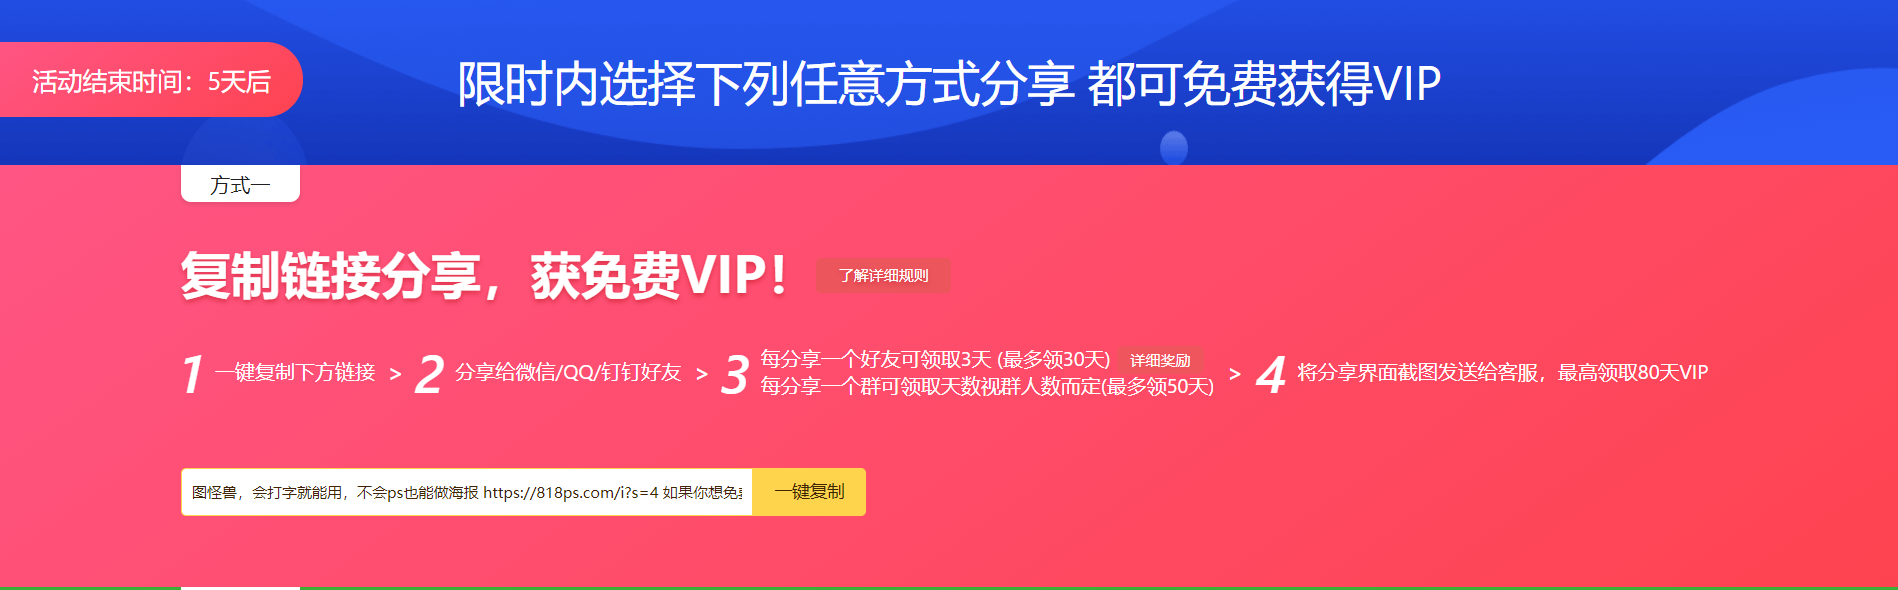 活动结束时间：5天后
限时内选择下列任意方式分享 都可免费获得VIP
方式一
复制链接分享，获免费VIP！
了解详细规则
1 一键复制下方链接 > 2 分享给微信/QQ/钉钉好友 > 3 每分享一个好友可领取3天 (最多领30天) 详细奖励
每分享一个群可领取天数视群人数而定(最多领50天) > 4 将分享界面截图发送给客服，最高领取80天VIP
图怪兽，会打字就能用，不会ps也能做海报 https://818ps.com/i?s=4 如果你想免
一键复制